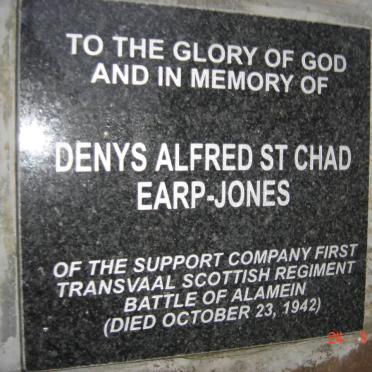 TO THE GLORY OF GOD
AND IN MEMORY OF
DENYS ALFRED ST CHAD
EARP-JONES
OF THE SUPPORT COMPANY FIRST
TRANSVAAL SCOTTISH REGIMENT
BATTLE OF ALAMEIN
(DIED OCTOBER 23, 1942)
24